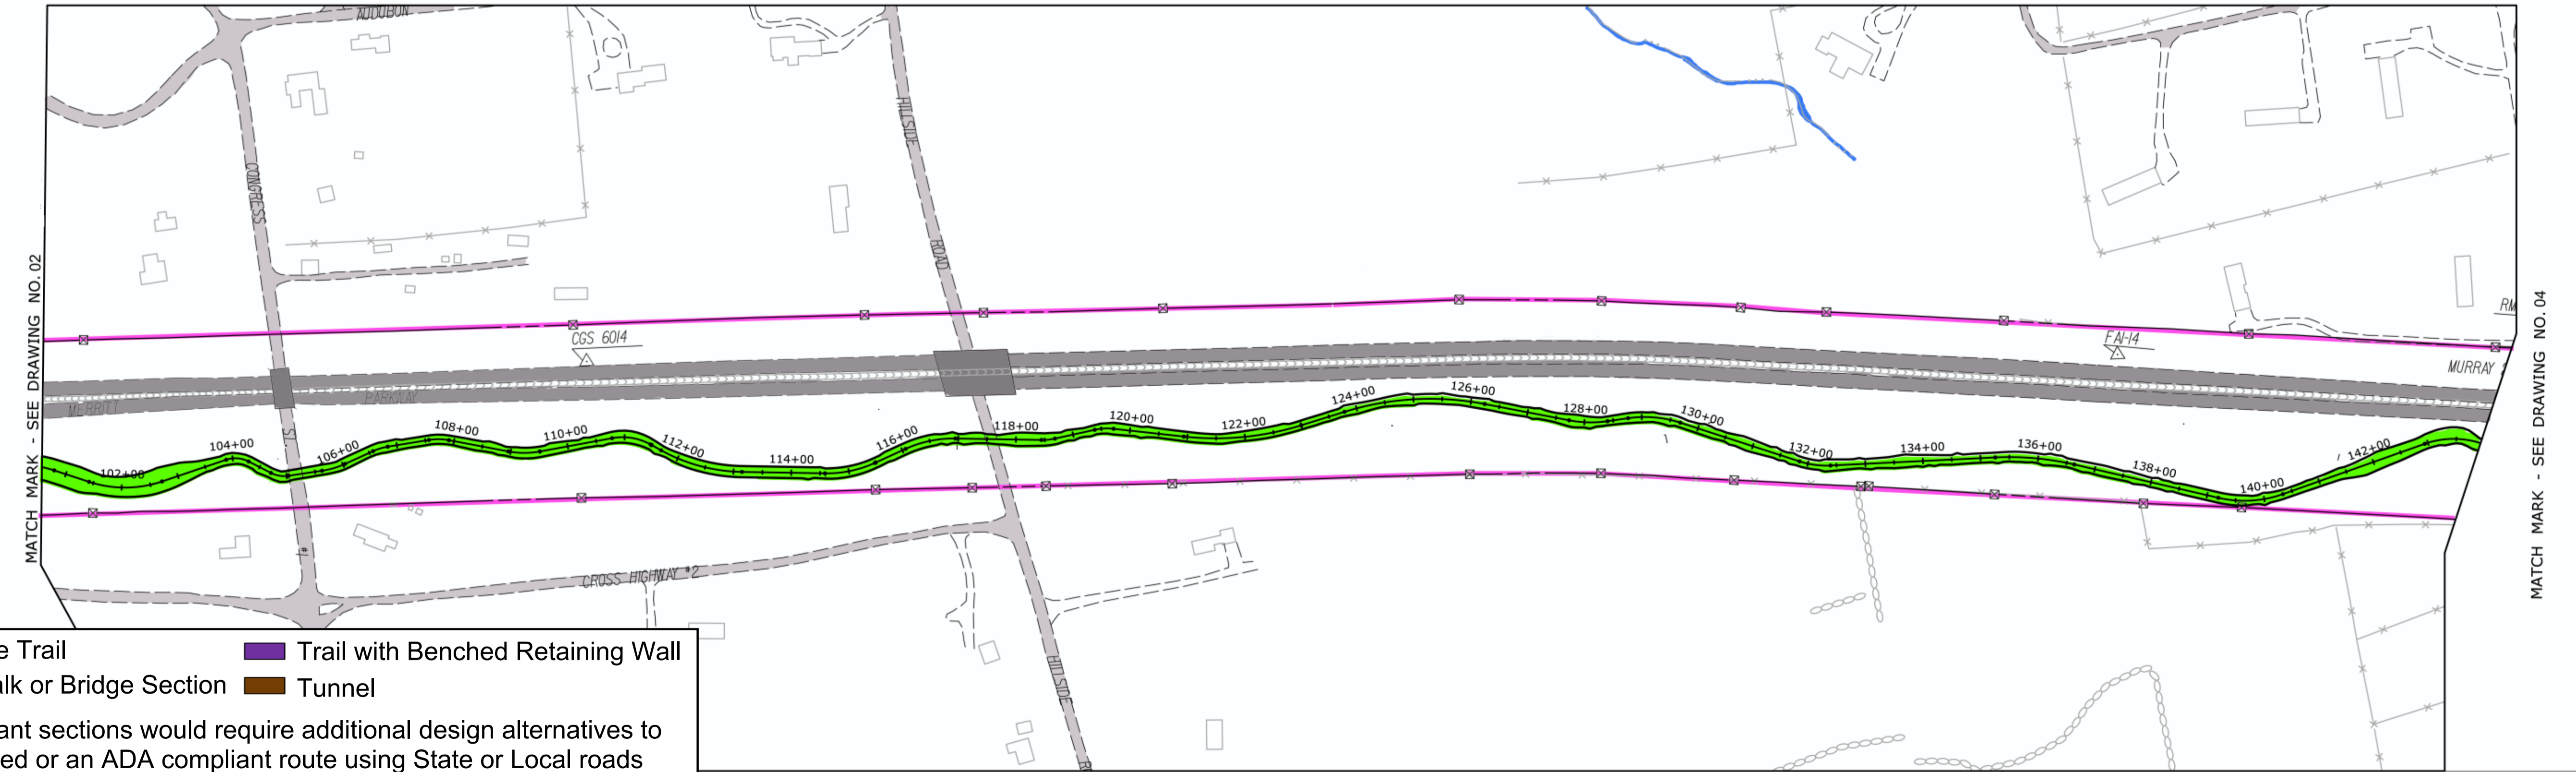 AUDUBON
HILLSIDE
CONGRESS
ROAD
MATCH MARK - SEE DRAWING NO. 02
MATCH MARK - SEE DRAWING NO. 04
RM
CGS 6014
FAI-14
MURRAY
MERRITT
PARKWAY
ST.
102+00
104+00
106+00
108+00
110+00
112+00
114+00
116+00
118+00
120+00
122+00
124+00
126+00
128+00
130+00
132+00
134+00
136+00
138+00
140+00
142+00
#1
CROSS HIGHWAY #2
HILLSIDE
e Trail
Trail with Benched Retaining Wall
alk or Bridge Section
Tunnel
ant sections would require additional design alternatives to
ed or an ADA compliant route using State or Local roads